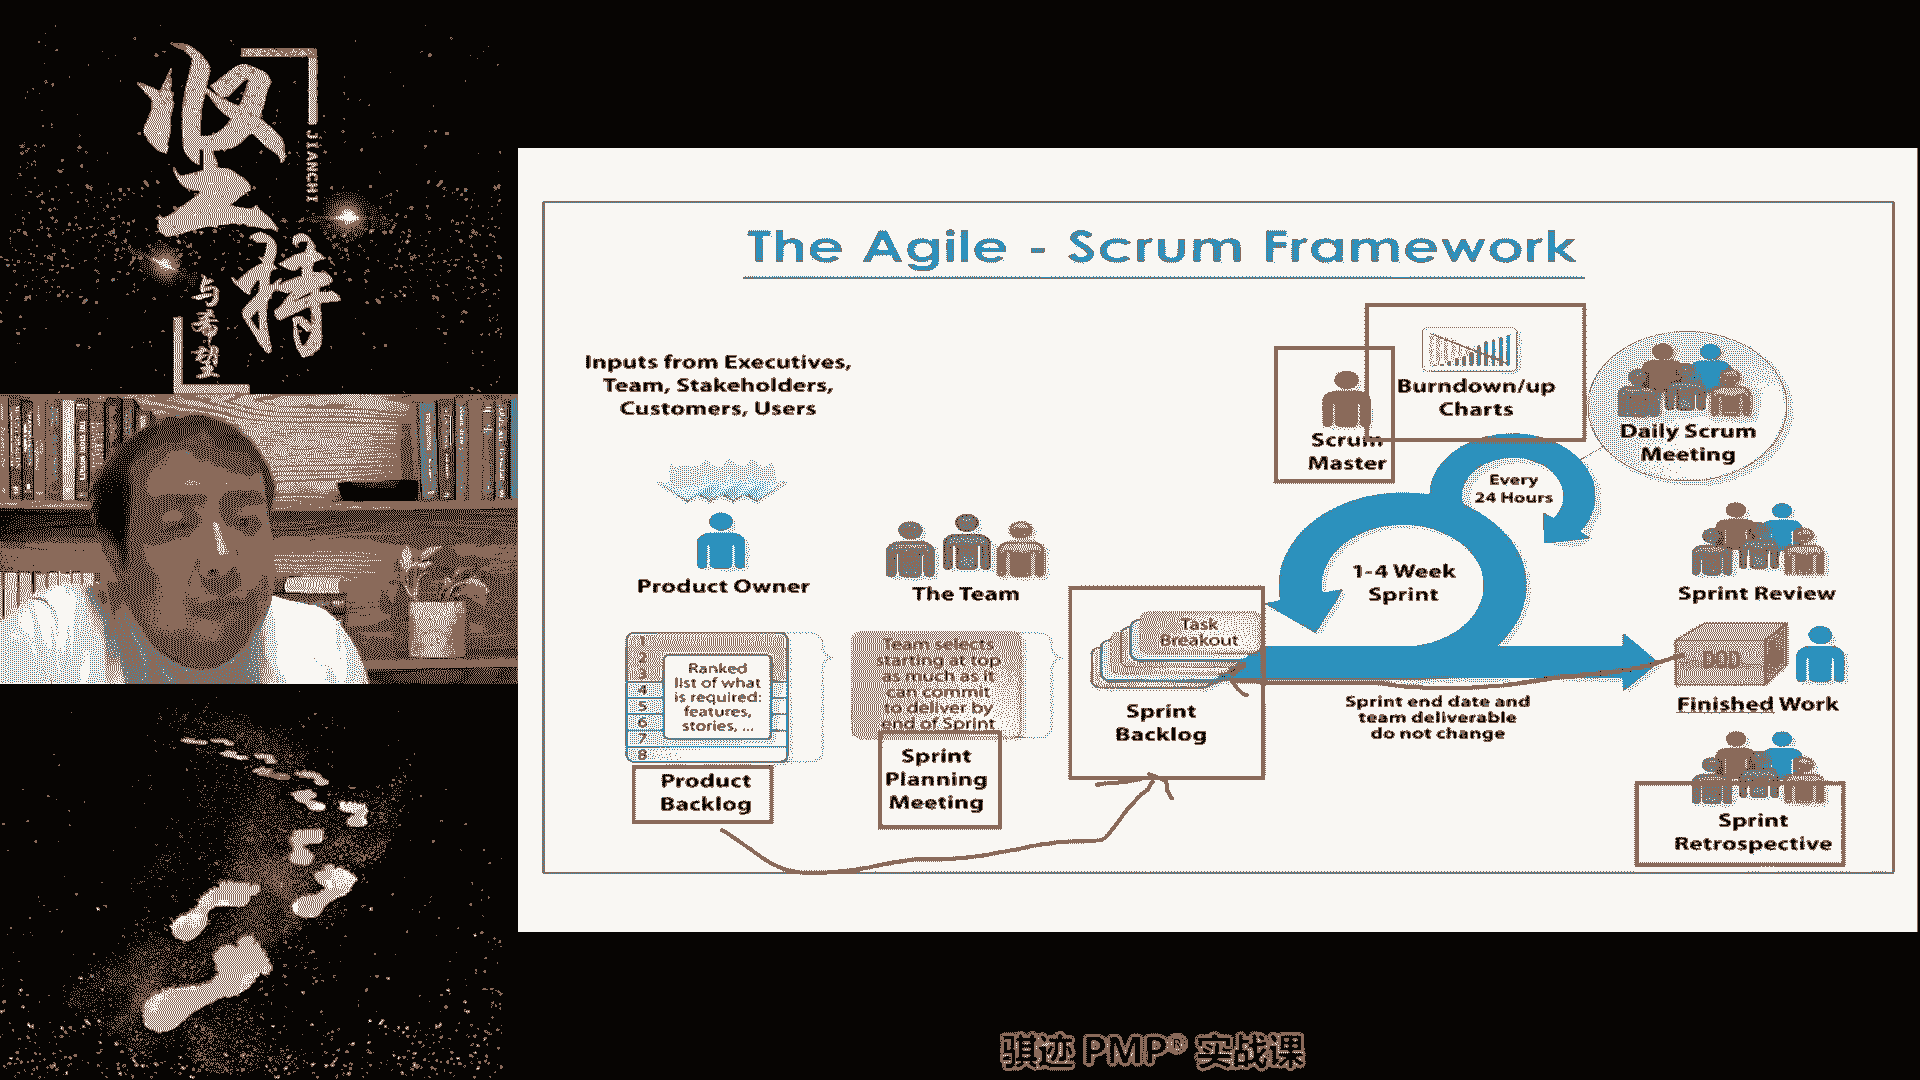 坚
持
JIANCHI
与希望
The Agile - Scrum Framework
Inputs from Executives,
Team, Stakeholders,
Customers, Users
Product Owner
The Team
1
2
3
4
5
6
7
8
Ranked
list of what
is required:
features,
stories, ...
Product
Backlog
Team selects
starting at top
as much as it
can commit
to deliver by
end of Sprint
Sprint
Planning
Meeting
Task
Breakout
Sprint
Backlog
Scrum
Master
Burndown/up
Charts
Every
24 Hours
Daily Scrum
Meeting
1-4 Week
Sprint
Sprint end date and
team deliverable
do not change
Sprint Review
DOD
Finished Work
Sprint
Retrospective
骐迹 PMP® 实战课